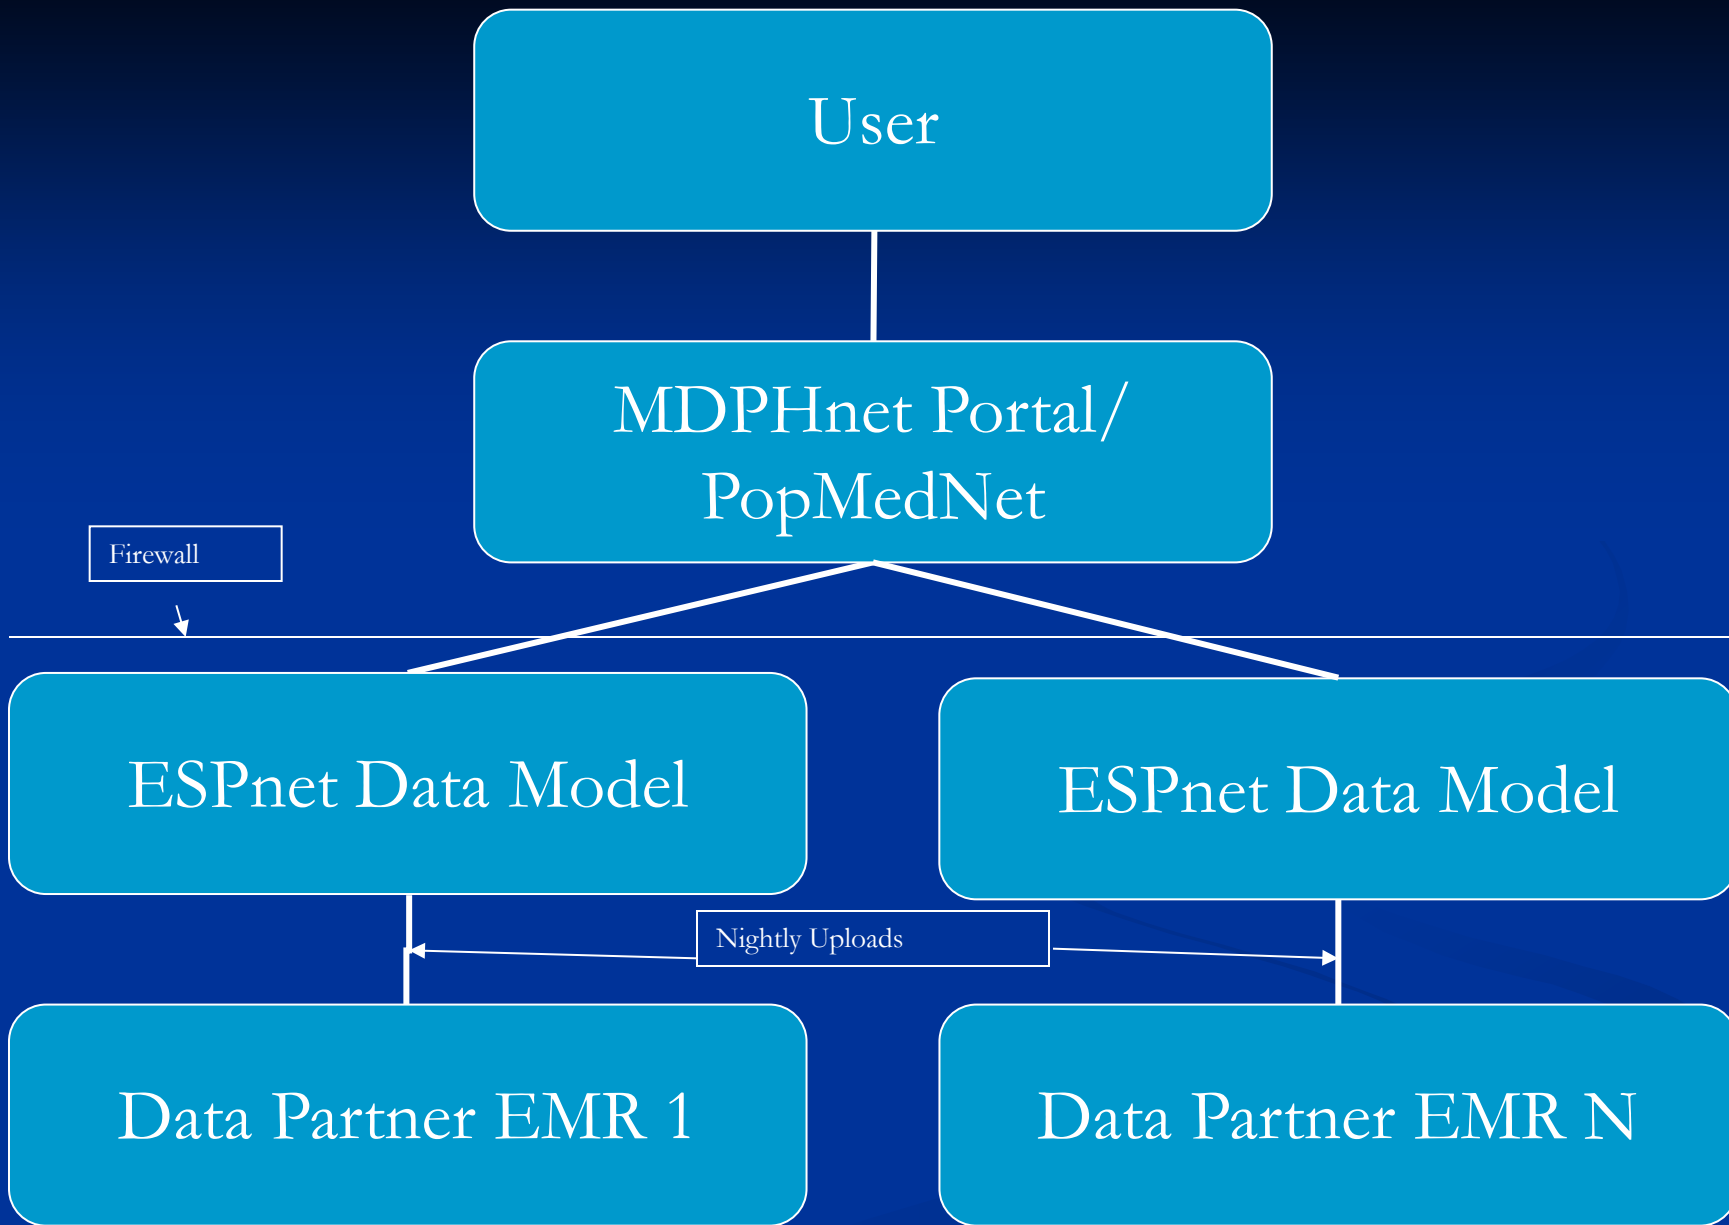 User
MDPHnet Portal/
PopMedNet
Firewall
ESPnet Data Model
ESPnet Data Model
Nightly Uploads
Data Partner EMR 1
Data Partner EMR N